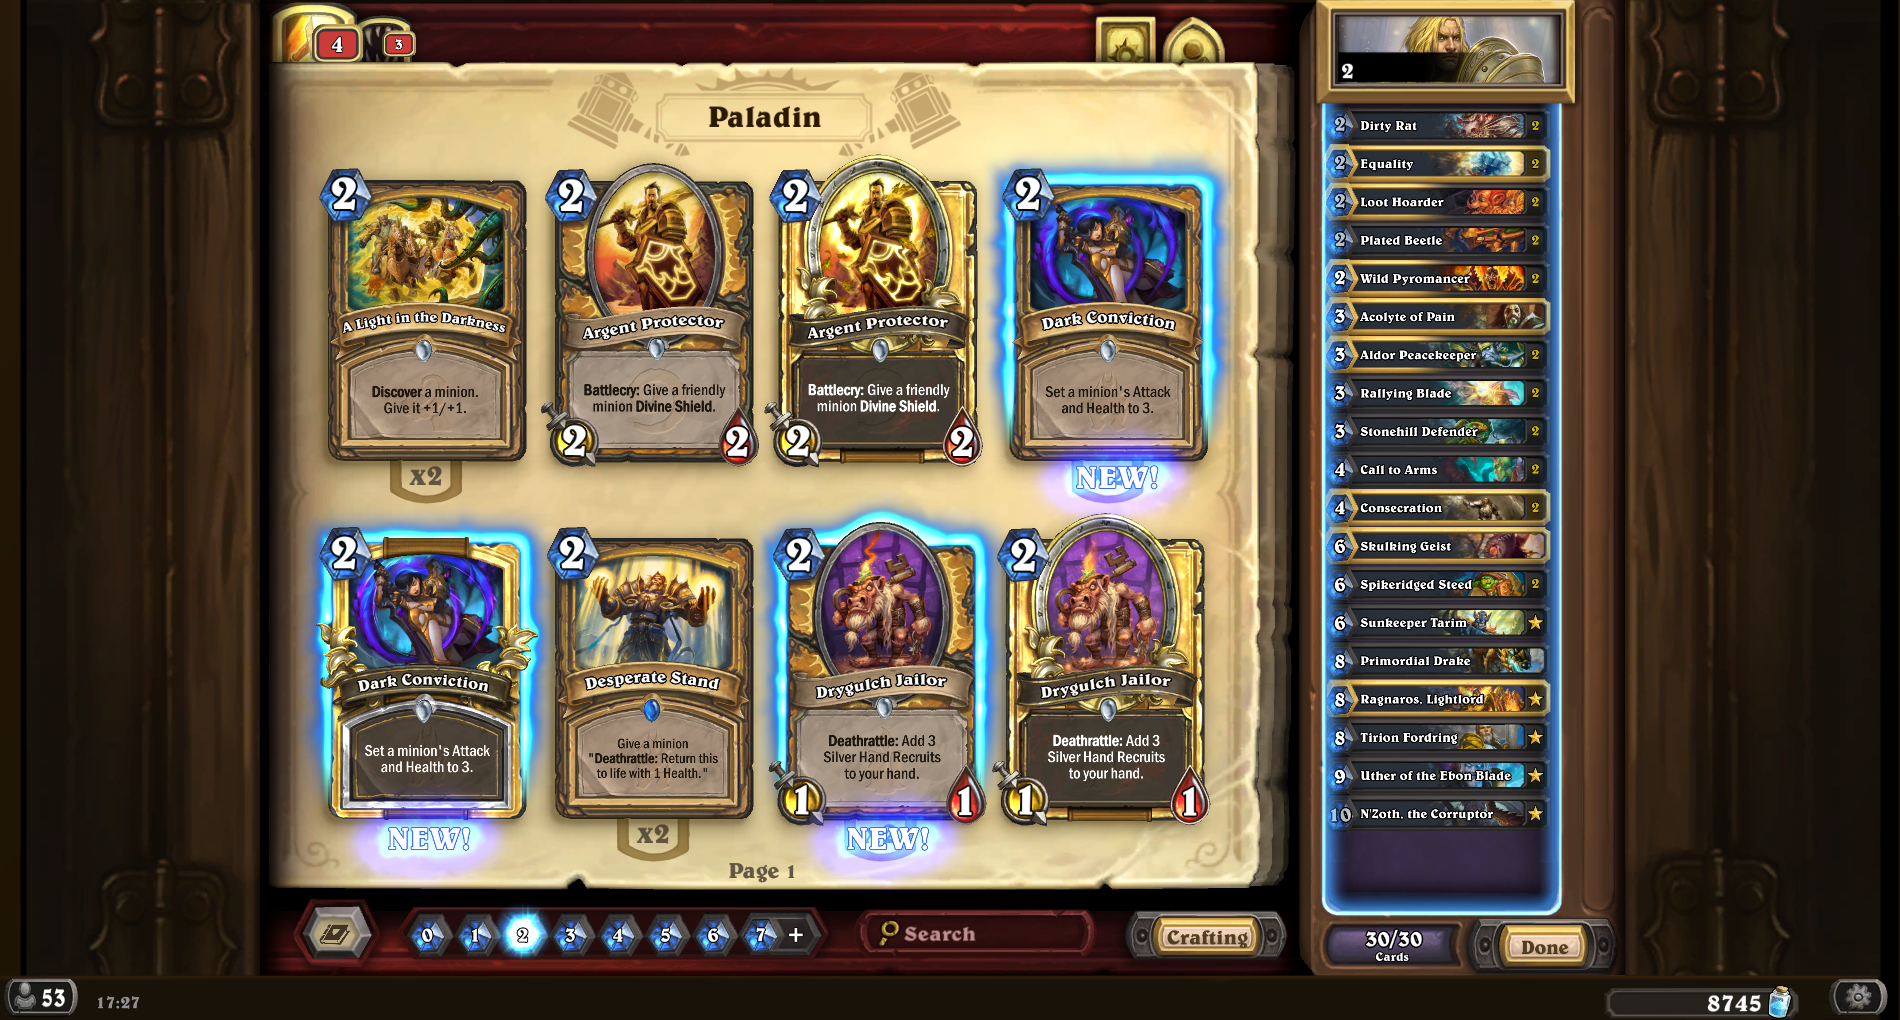 4
3
Paladin
2
A Light in the Darkness
Discover a minion.
Give it +1/+1.
X2
2
Argent Protector
Battlecry: Give a friendly
minion Divine Shield.
2
2
2
Argent Protector
Battlecry: Give a friendly
minion Divine Shield.
2
2
2
Dark Conviction
Set a minion's Attack
and Health to 3.
NEW!
2
Dark Conviction
Set a minion's Attack
and Health to 3.
NEW!
2
Desperate Stand
Give a minion
"Deathrattle: Return this
to life with 1 Health."
X2
2
Drygulch Jailor
Deathrattle: Add 3
Silver Hand Recruits
to your hand.
1
1
NEW!
2
Drygulch Jailor
Deathrattle: Add 3
Silver Hand Recruits
to your hand.
1
1
Page 1
0 1 2 3 4 5 6 7 +
Search
Crafting
2
2 Dirty Rat 2
2 Equality 2
2 Loot Hoarder 2
2 Plated Beetle 2
2 Wild Pyromancer 2
3 Acolyte of Pain
3 Aldor Peacekeeper 2
3 Rallying Blade 2
3 Stonehill Defender 2
4 Call to Arms 2
4 Consecration 2
6 Skulking Geist
6 Spikeridged Steed 2
6 Sunkeeper Tarim
8 Primordial Drake
8 Ragnaros, Lightlord
8 Tirion Fordring
9 Uther of the Ebon Blade
10 N'Zoth, the Corruptor
30/30
Cards
Done
53
17:27
8745